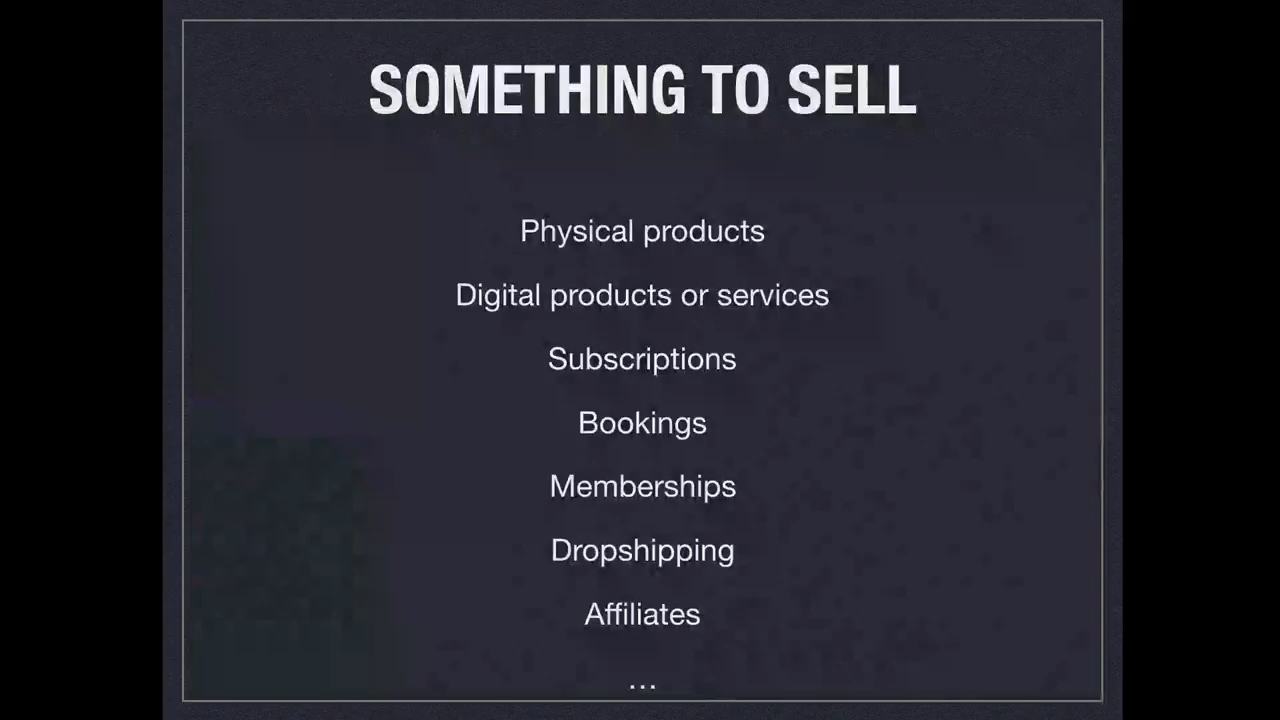 SOMETHING TO SELL
Physical products
Digital products or services
Subscriptions
Bookings
Memberships
Dropshipping
Affiliates
…